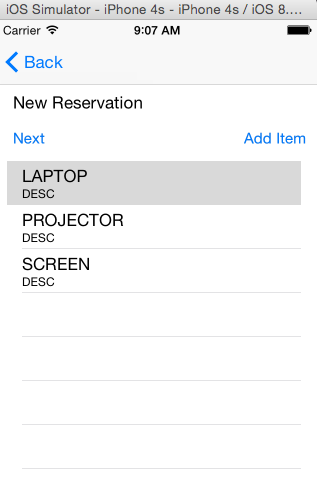 iOS Simulator - iPhone 4s - iPhone 4s / iOS 8....
Carrier 9:07 AM
Back
New Reservation
Next Add Item
LAPTOP
DESC
PROJECTOR
DESC
SCREEN
DESC